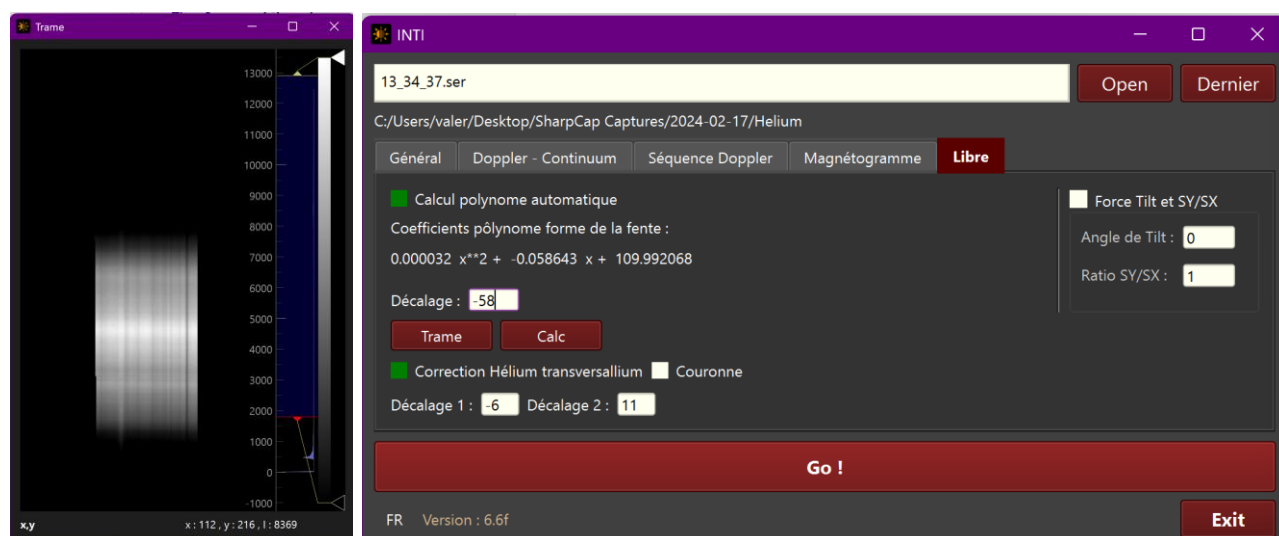 Trame
13000
12000
11000
10000
9000
8000
7000
6000
5000
4000
3000
2000
1000
0
-1000
x,y x : 112 , y : 216 , I : 8369
INTI
13_34_37.ser Open Dernier
C:/Users/valer/Desktop/SharpCap Captures/2024-02-17/Helium
Général Doppler - Continuum Séquence Doppler Magnétogramme Libre
Calcul polynome automatique
Coefficients pôlynome forme de la fente :
0.000032 x**2 + -0.058643 x + 109.992068
Décalage : -58
Trame Calc
Correction Hélium transversallium Couronne
Décalage 1 : -6 Décalage 2 : 11
Force Tilt et SY/SX
Angle de Tilt : 0
Ratio SY/SX : 1
Go !
FR Version : 6.6f Exit